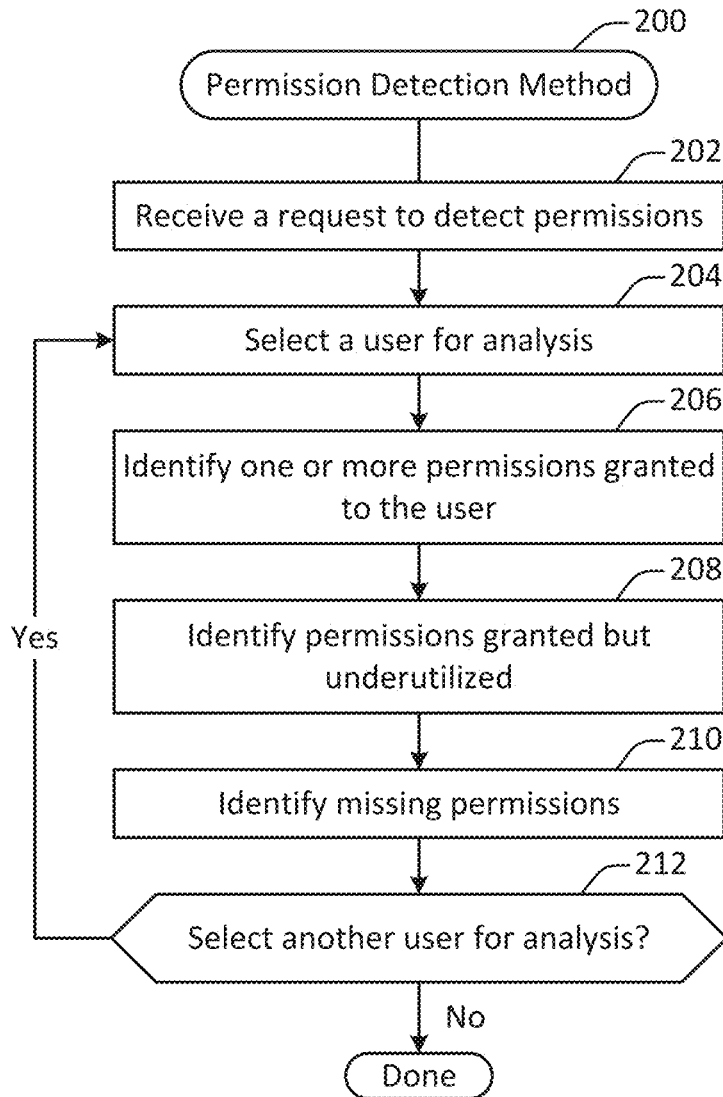 200
Permission Detection Method
202
Receive a request to detect permissions
204
Select a user for analysis
206
Identify one or more permissions granted
to the user
208
Identify permissions granted but
underutilized
Yes
210
Identify missing permissions
212
Select another user for analysis?
No
Done